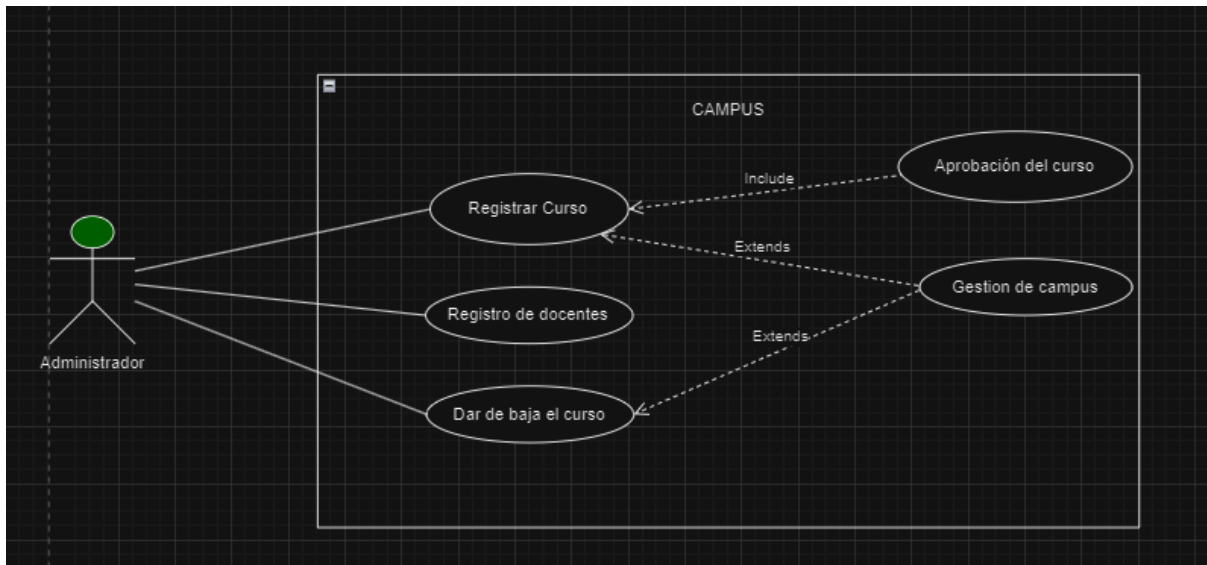 CAMPUS
Aprobación del curso
Include
Registrar Curso
Extends
Gestion de campus
Registro de docentes
Extends
Administrador
Dar de baja el curso